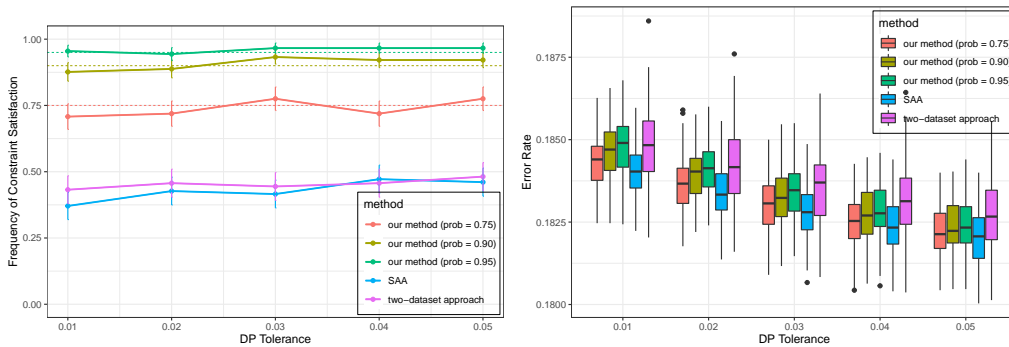 1.00
0.75
0.50
0.25
0.00
Frequency of Constraint Satisfaction
0.01
0.02
0.03
0.04
0.05
DP Tolerance
method
our method (prob = 0.75)
our method (prob = 0.90)
our method (prob = 0.95)
SAA
two−dataset approach
0.1875
0.1850
0.1825
0.1800
Error Rate
0.01
0.02
0.03
0.04
0.05
DP Tolerance
method
our method (prob = 0.75)
our method (prob = 0.90)
our method (prob = 0.95)
SAA
two−dataset approach